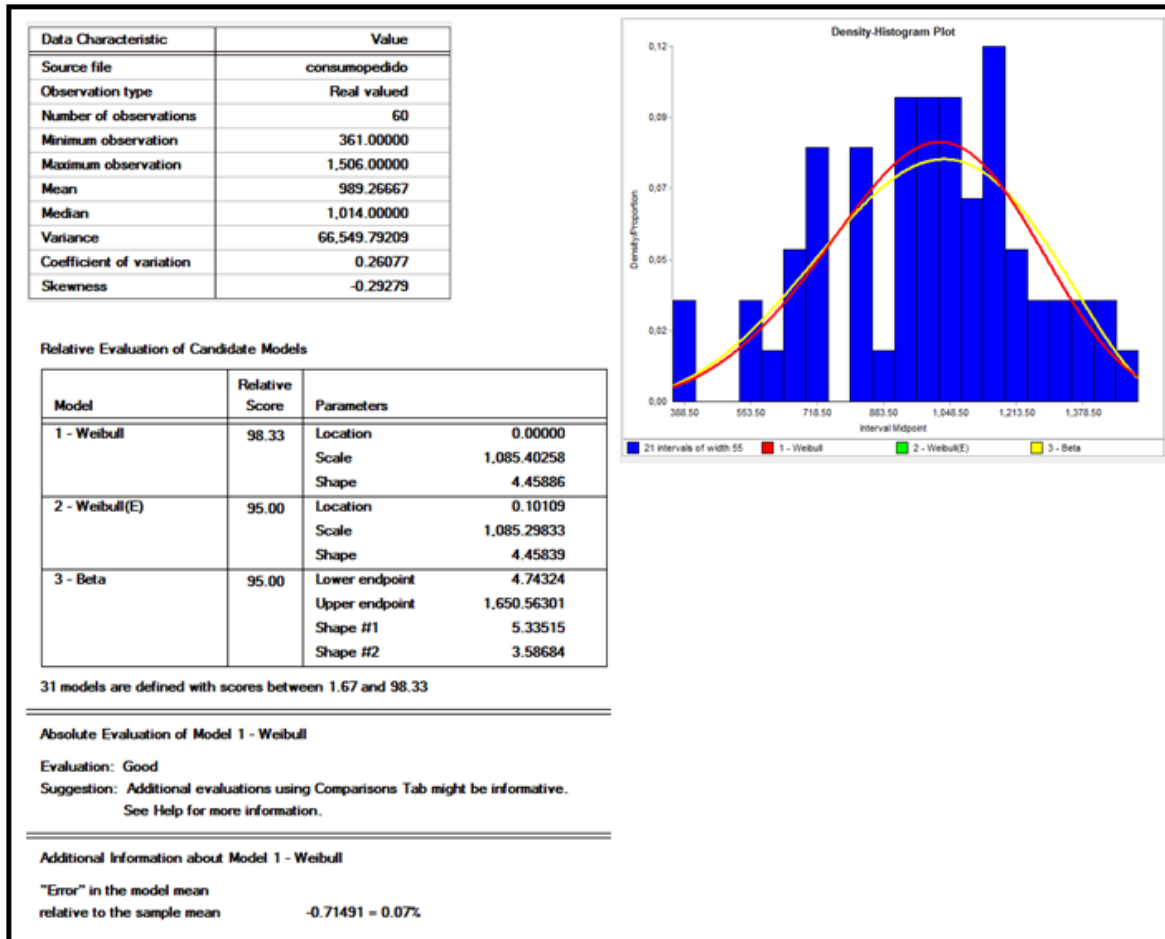 Data Characteristic Value
Source file consumopedido
Observation type Real valued
Number of observations 60
Minimum observation 361.00000
Maximum observation 1,506.00000
Mean 989.26667
Median 1,014.00000
Variance 66,549.79209
Coefficient of variation 0.26077
Skewness -0.29279
Relative Evaluation of Candidate Models
Model Relative Score Parameters
1 - Weibull 98.33 Location 0.00000
Scale 1,085.40258
Shape 4.45886
2 - Weibull(E) 95.00 Location 0.10109
Scale 1,085.29833
Shape 4.45839
3 - Beta 95.00 Lower endpoint 4.74324
Upper endpoint 1,650.56301
Shape #1 5.33515
Shape #2 3.58684
31 models are defined with scores between 1.67 and 98.33
Absolute Evaluation of Model 1 - Weibull
Evaluation: Good
Suggestion: Additional evaluations using Comparisons Tab might be informative.
See Help for more information.
Additional Information about Model 1 - Weibull
"Error" in the model mean
relative to the sample mean -0.71491 = 0.07%
Density-Histogram Plot
Density/Proportion
0,12
0,09
0,07
0,05
0,02
0,00
388.50 553.50 718.50 883.50 1,048.50 1,213.50 1,378.50
Interval Midpoint
21 intervals of width 55 1 - Weibull 2 - Weibull(E) 3 - Beta